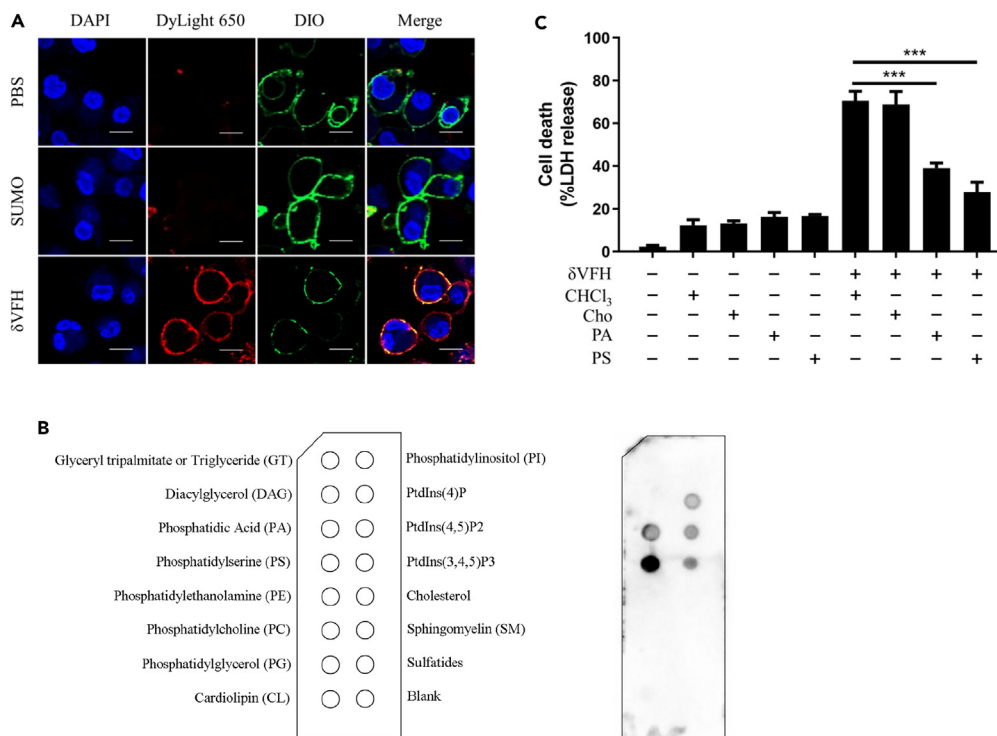 A
DAPI DyLight 650 DIO Merge
PBS
SUMO
δVFH
C
Cell death
(%LDH release)
100
80
60
40
20
0
***
***
δVFH – – – – – + + + +
CHCl₃ – + – – – + – – –
Cho – – + – – – + – –
PA – – – + – – – + –
PS – – – – + – – – +
B
Glyceryl tripalmitate or Triglyceride (GT) Phosphatidylinositol (PI)
Diacylglycerol (DAG) PtdIns(4)P
Phosphatidic Acid (PA) PtdIns(4,5)P2
Phosphatidylserine (PS) PtdIns(3,4,5)P3
Phosphatidylethanolamine (PE) Cholesterol
Phosphatidylcholine (PC) Sphingomyelin (SM)
Phosphatidylglycerol (PG) Sulfatides
Cardiolipin (CL) Blank